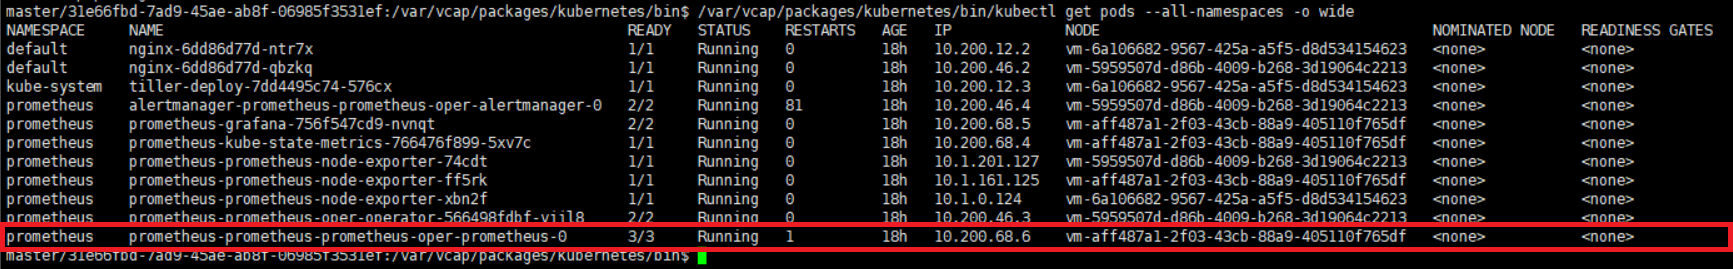 master/31e66fbd-7ad9-45ae-ab8f-06985f3531ef:/var/vcap/packages/kubernetes/bin$ /var/vcap/packages/kubernetes/bin/kubectl get pods --all-namespaces -o wide
NAMESPACE NAME READY STATUS RESTARTS AGE IP NODE NOMINATED NODE READINESS GATES
default nginx-6dd86d77d-ntr7x 1/1 Running 0 18h 10.200.12.2 vm-6a106682-9567-425a-a5f5-d8d534154623 <none> <none>
default nginx-6dd86d77d-qbzkq 1/1 Running 0 18h 10.200.46.2 vm-5959507d-d86b-4009-b268-3d19064c2213 <none> <none>
kube-system tiller-deploy-7dd4495c74-576cx 1/1 Running 0 18h 10.200.12.3 vm-6a106682-9567-425a-a5f5-d8d534154623 <none> <none>
prometheus alertmanager-prometheus-prometheus-oper-alertmanager-0 2/2 Running 81 18h 10.200.46.4 vm-5959507d-d86b-4009-b268-3d19064c2213 <none> <none>
prometheus prometheus-grafana-756f547cd9-nvnqt 2/2 Running 0 18h 10.200.68.5 vm-aff487a1-2f03-43cb-88a9-405110f765df <none> <none>
prometheus prometheus-kube-state-metrics-766476f899-5xv7c 1/1 Running 0 18h 10.200.68.4 vm-aff487a1-2f03-43cb-88a9-405110f765df <none> <none>
prometheus prometheus-prometheus-node-exporter-74cdt 1/1 Running 0 18h 10.1.201.127 vm-5959507d-d86b-4009-b268-3d19064c2213 <none> <none>
prometheus prometheus-prometheus-node-exporter-ff5rk 1/1 Running 0 18h 10.1.161.125 vm-aff487a1-2f03-43cb-88a9-405110f765df <none> <none>
prometheus prometheus-prometheus-node-exporter-xbn2f 1/1 Running 0 18h 10.1.0.124 vm-6a106682-9567-425a-a5f5-d8d534154623 <none> <none>
prometheus prometheus-prometheus-oper-operator-566498fdbf-vjjl8 2/2 Running 0 18h 10.200.46.3 vm-5959507d-d86b-4009-b268-3d19064c2213 <none> <none>
prometheus prometheus-prometheus-prometheus-oper-prometheus-0 3/3 Running 1 18h 10.200.68.6 vm-aff487a1-2f03-43cb-88a9-405110f765df <none> <none>
master/31e66fbd-7ad9-45ae-ab8f-06985f3531ef:/var/vcap/packages/kubernetes/bin$